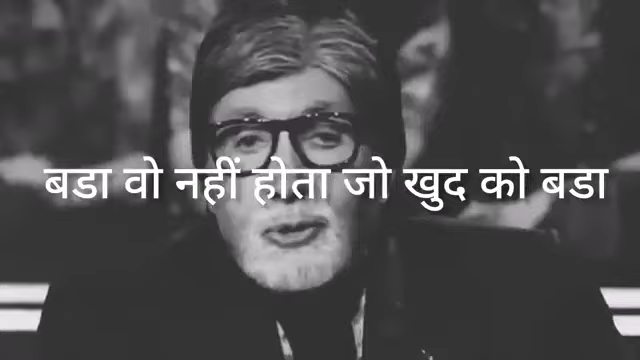 बडा वो नहीं होता जो खुद को बडा